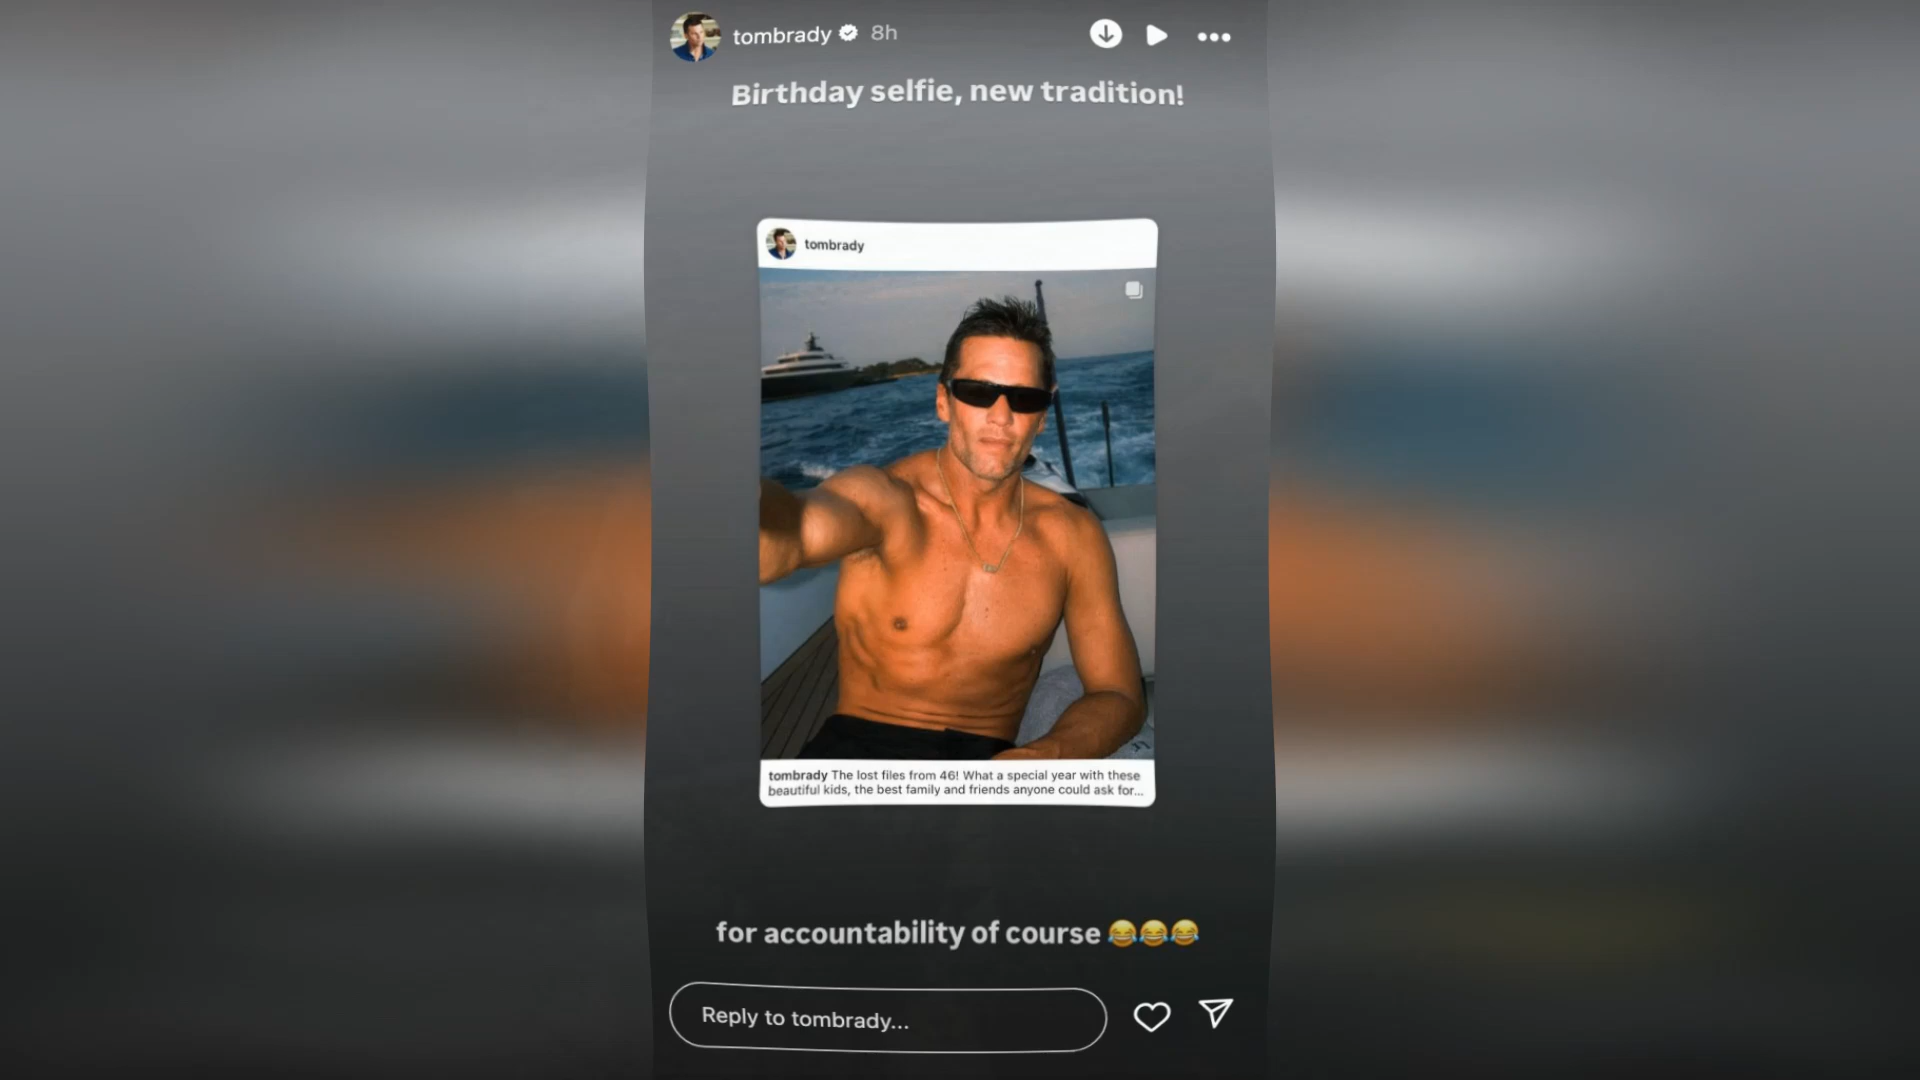 tombrady 8h
Birthday selfie, new tradition!
tombrady
tombrady The lost files from 46! What a special year with these
beautiful kids, the best family and friends anyone could ask for...
for accountability of course 😂😂😂
Reply to tombrady...